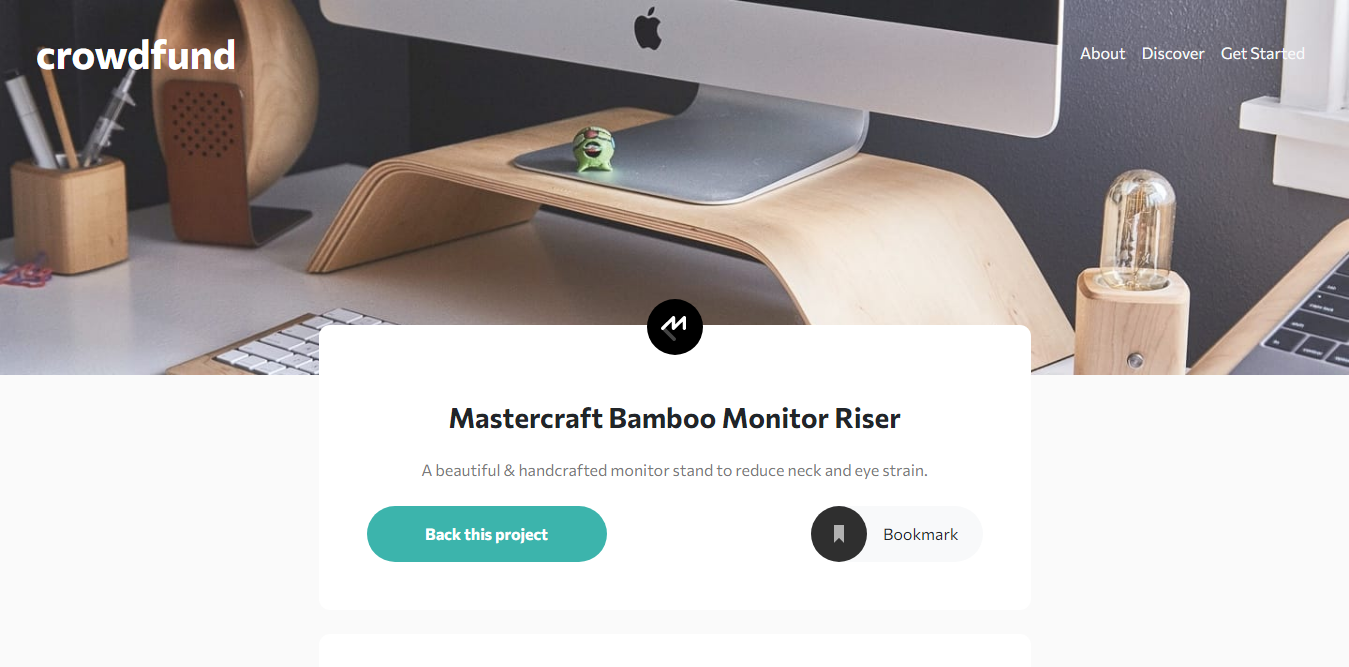 crowdfund
About Discover Get Started
Mastercraft Bamboo Monitor Riser
A beautiful & handcrafted monitor stand to reduce neck and eye strain.
Back this project
Bookmark